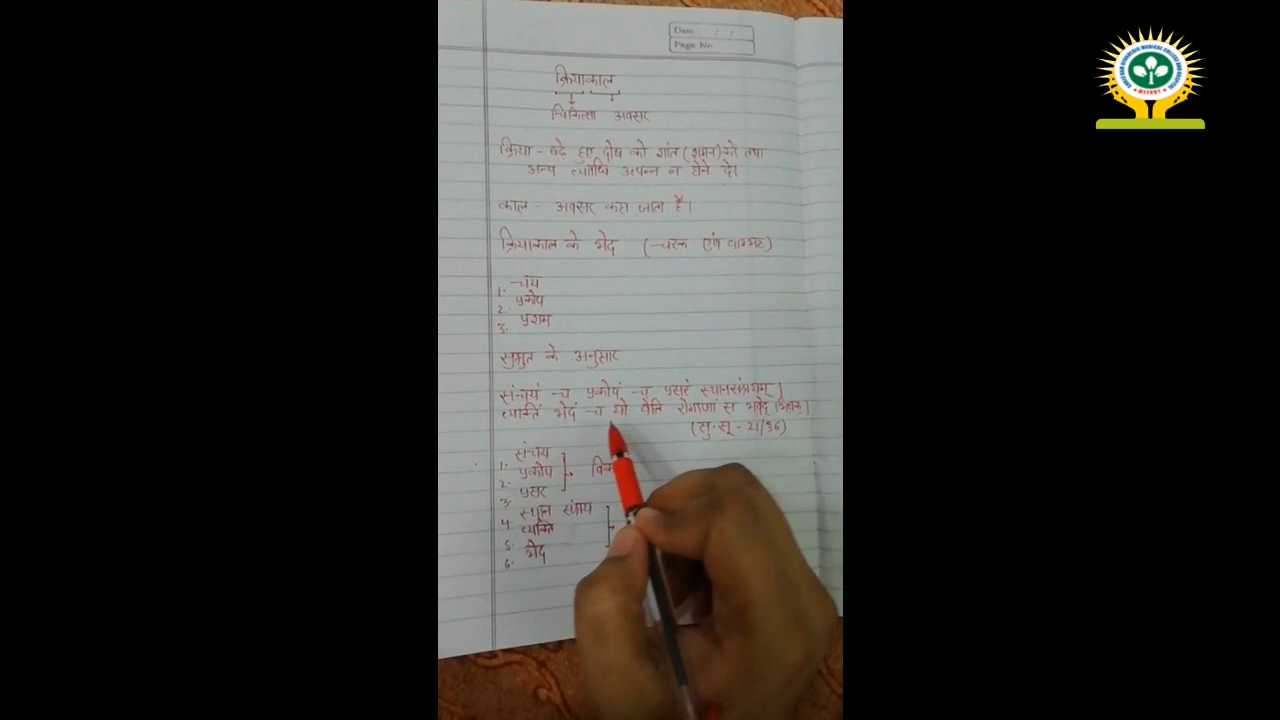 Date / /
Page No
क्रियाकाल
चिकित्सा अवसर
क्रिया - बढ़े हुए दोष को शांत (शमन) करे तथा
अन्य व्याधि उत्पन्न न होने दे।
काल - अवसर कहा जाता है।
क्रियाकाल के भेद (चरक एवं वाग्भट्ट)
1. चय
2. प्रकोप
3. प्रशम
सुश्रुत के अनुसार
संचयं च प्रकोपं च प्रसरं स्थानसंश्रयम्।
व्यक्तिं भेदं च यो वेत्ति रोगाणां स भवेद् भिषक्।
(सु.सू - 21/36)
1. संचय
2. प्रकोप
3. प्रसर
4. स्थान संश्रय
5. व्यक्ति
6. भेद